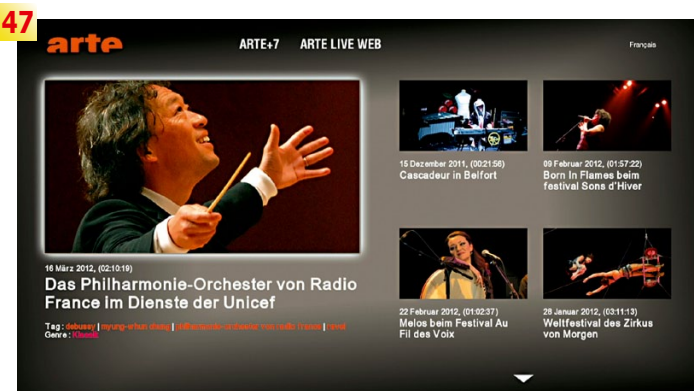 47
arte
ARTE+7 ARTE LIVE WEB
Français
16 März 2012, (02:10:19)
Das Philharmonie-Orchester von Radio
France im Dienste der Unicef
Tag : debussy | myung-whun chung | philharmonie-orchester von radio france | ravel
Genre : Klassik
15 Dezember 2011, (00:21:56)
Cascadeur in Belfort
09 Februar 2012, (01:57:22)
Born In Flames beim
festival Sons d'Hiver
22 Februar 2012, (01:02:37)
Melos beim Festival Au
Fil des Voix
28 Januar 2012, (03:11:13)
Weltfestival des Zirkus
von Morgen